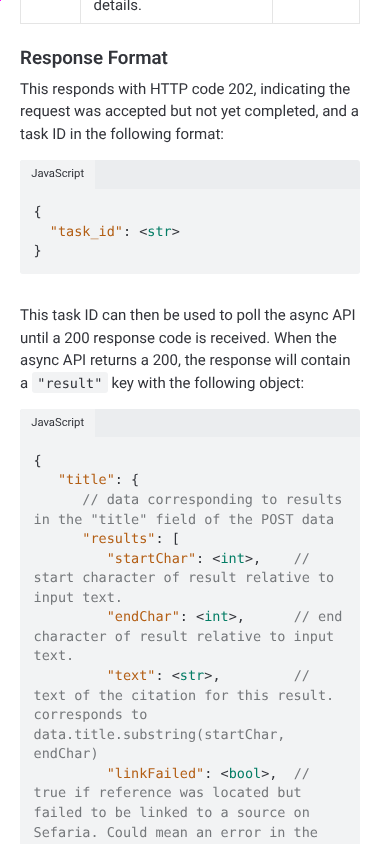 details.
Response Format
This responds with HTTP code 202, indicating the
request was accepted but not yet completed, and a
task ID in the following format:
JavaScript
{
  "task_id": <str>
}
This task ID can then be used to poll the async API
until a 200 response code is received. When the
async API returns a 200, the response will contain
a "result" key with the following object:
JavaScript
{
   "title": {
      // data corresponding to results
in the "title" field of the POST data
      "results": [
         "startChar": <int>,    //
start character of result relative to
input text.
         "endChar": <int>,      // end
character of result relative to input
text.
         "text": <str>,         //
text of the citation for this result.
corresponds to
data.title.substring(startChar,
endChar)
         "linkFailed": <bool>,  //
true if reference was located but
failed to be linked to a source on
Sefaria. Could mean an error in the